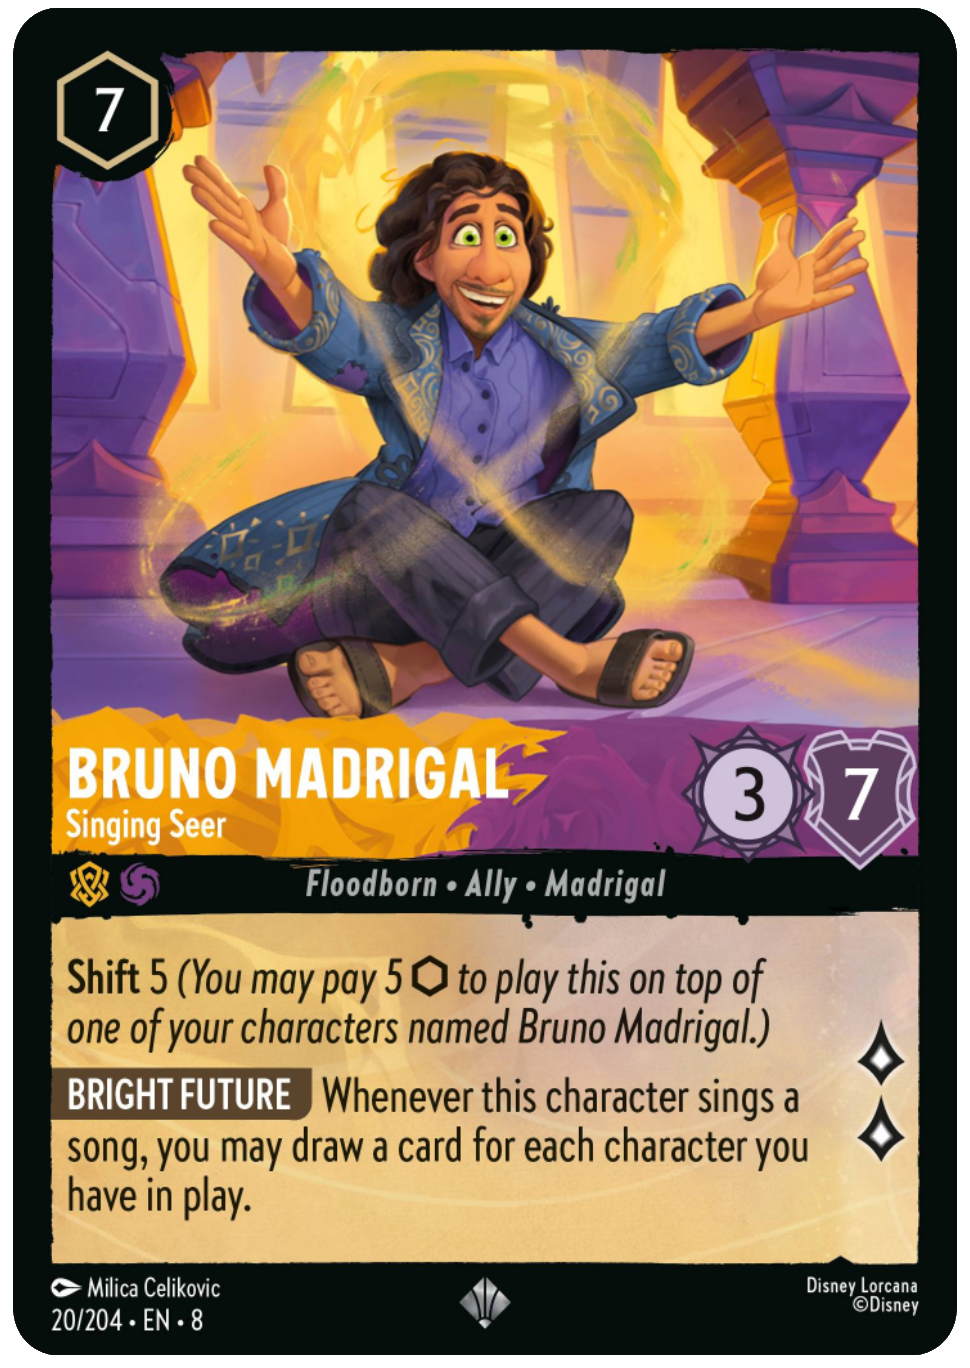 7
BRUNO MADRIGAL
Singing Seer
3
7
Floodborn • Ally • Madrigal
Shift 5 (You may pay 5 ⬡ to play this on top of
one of your characters named Bruno Madrigal.)
BRIGHT FUTURE Whenever this character sings a
song, you may draw a card for each character you
have in play.
Milica Celikovic
20/204 • EN • 8
Disney Lorcana
©Disney